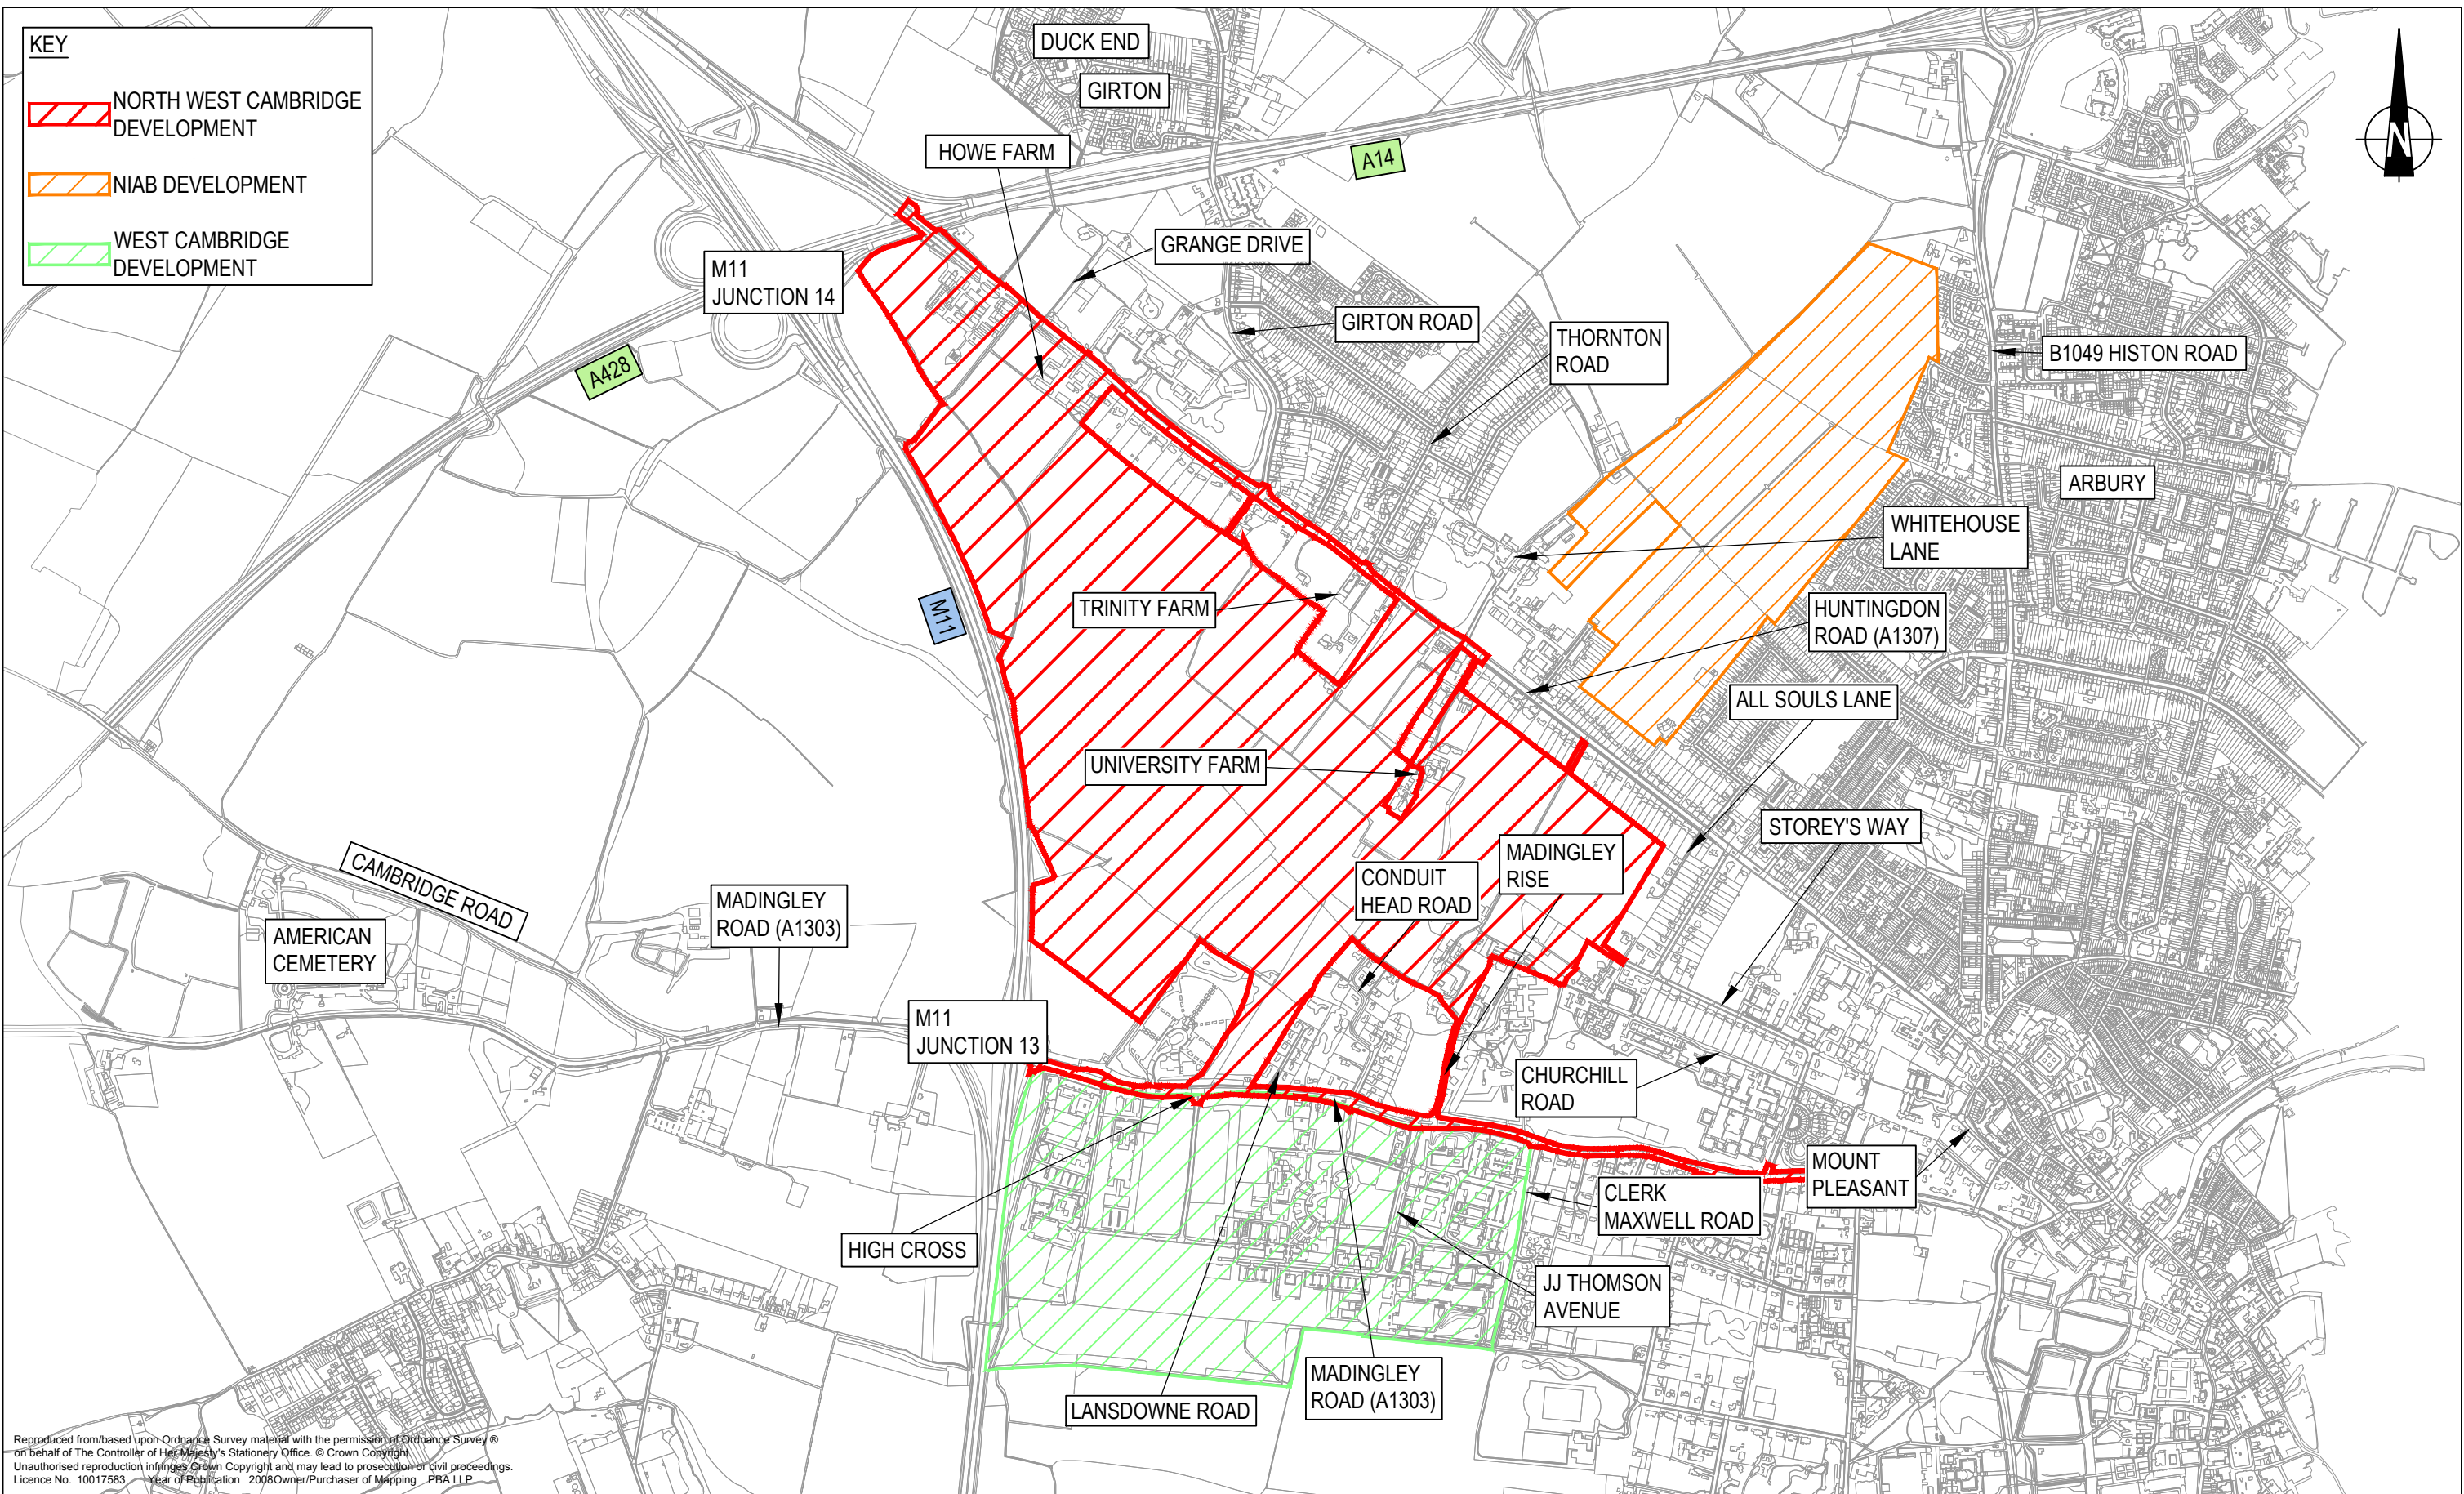 KEY
NORTH WEST CAMBRIDGE
DEVELOPMENT
NIAB DEVELOPMENT
WEST CAMBRIDGE
DEVELOPMENT
DUCK END
GIRTON
HOWE FARM
A14
N
GRANGE DRIVE
M11
JUNCTION 14
GIRTON ROAD
THORNTON
ROAD
B1049 HISTON ROAD
A428
ARBURY
WHITEHOUSE
LANE
M11
TRINITY FARM
HUNTINGDON
ROAD (A1307)
ALL SOULS LANE
UNIVERSITY FARM
STOREY'S WAY
MADINGLEY
RISE
CONDUIT
HEAD ROAD
CAMBRIDGE ROAD
MADINGLEY
ROAD (A1303)
AMERICAN
CEMETERY
M11
JUNCTION 13
CHURCHILL
ROAD
MOUNT
PLEASANT
CLERK
MAXWELL ROAD
HIGH CROSS
JJ THOMSON
AVENUE
MADINGLEY
ROAD (A1303)
LANSDOWNE ROAD
Reproduced from/based upon Ordnance Survey material with the permission of Ordnance Survey ®
on behalf of The Controller of Her Majesty's Stationery Office. © Crown Copyright.
Unauthorised reproduction infringes Crown Copyright and may lead to prosecution or civil proceedings.
Licence No. 10017583 Year of Publication 2008Owner/Purchaser of Mapping PBA LLP